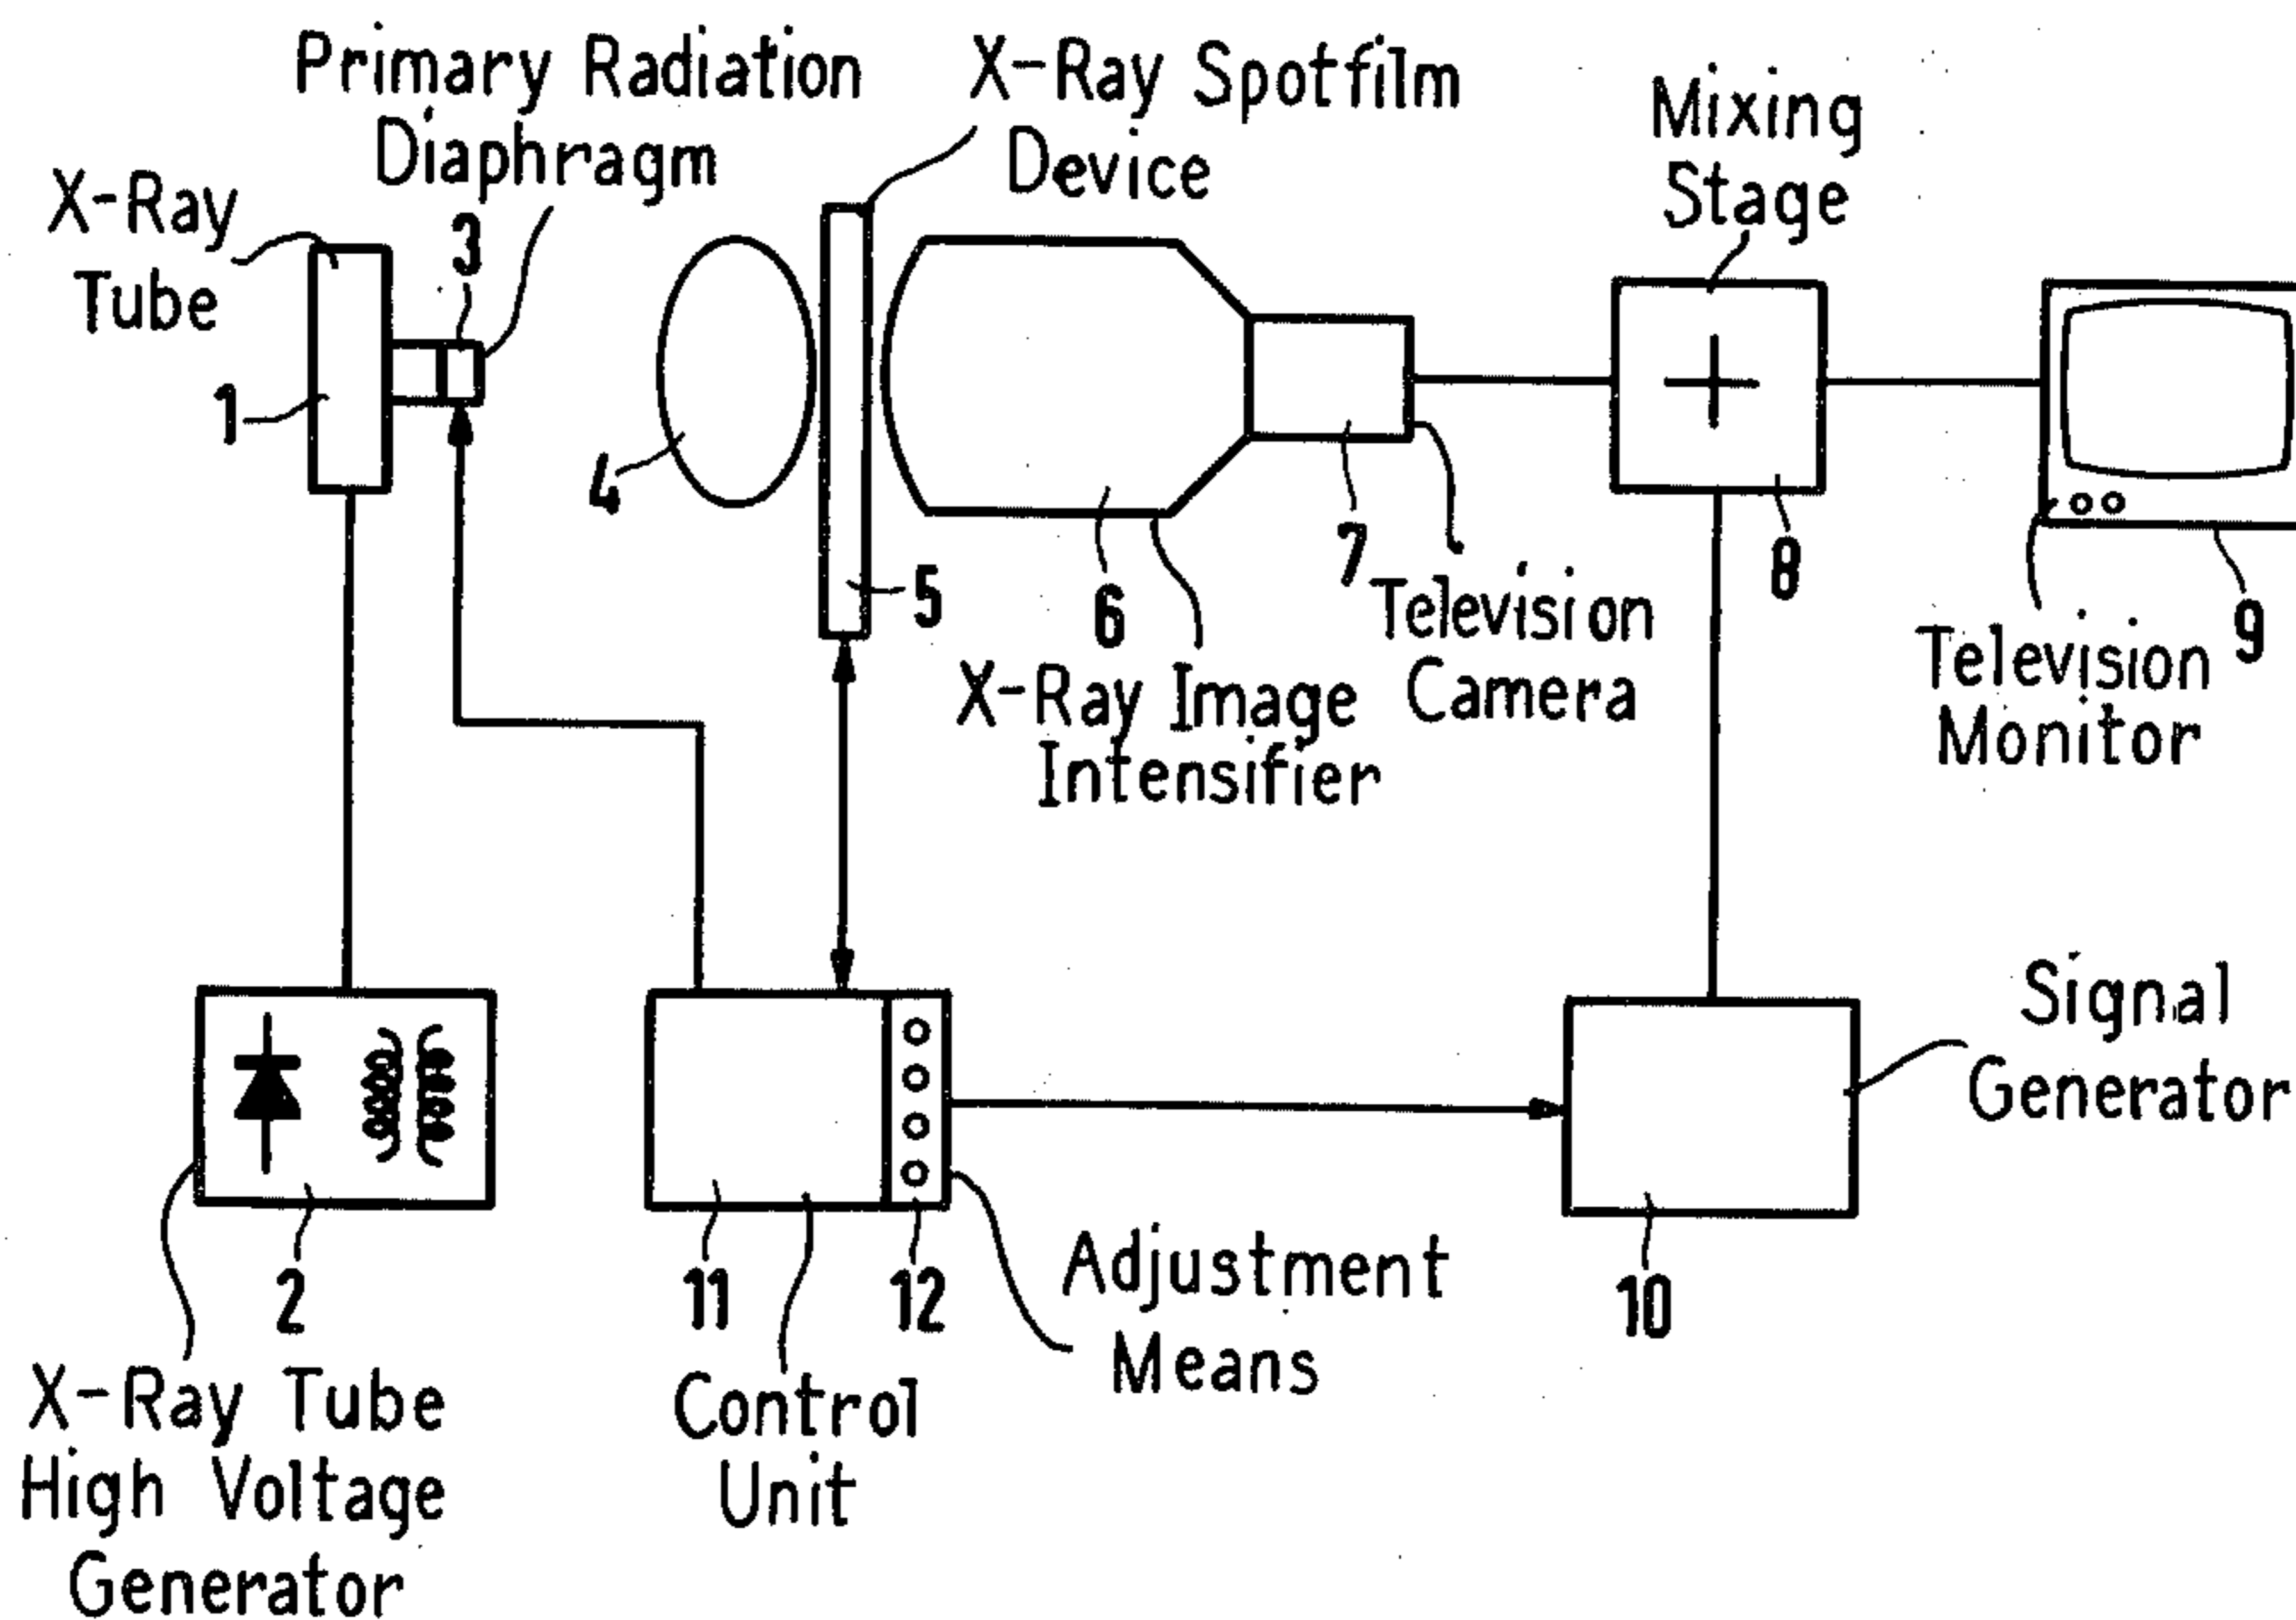 Primary Radiation
Diaphragm
X-Ray Spotfilm
Device
Mixing
Stage
X-Ray
Tube
3
1
4
5
6
7
8
9
Television
Camera
Television
Monitor
X-Ray Image
Intensifier
Signal
Generator
2
11
12
10
Adjustment
Means
X-Ray Tube
High Voltage
Generator
Control
Unit